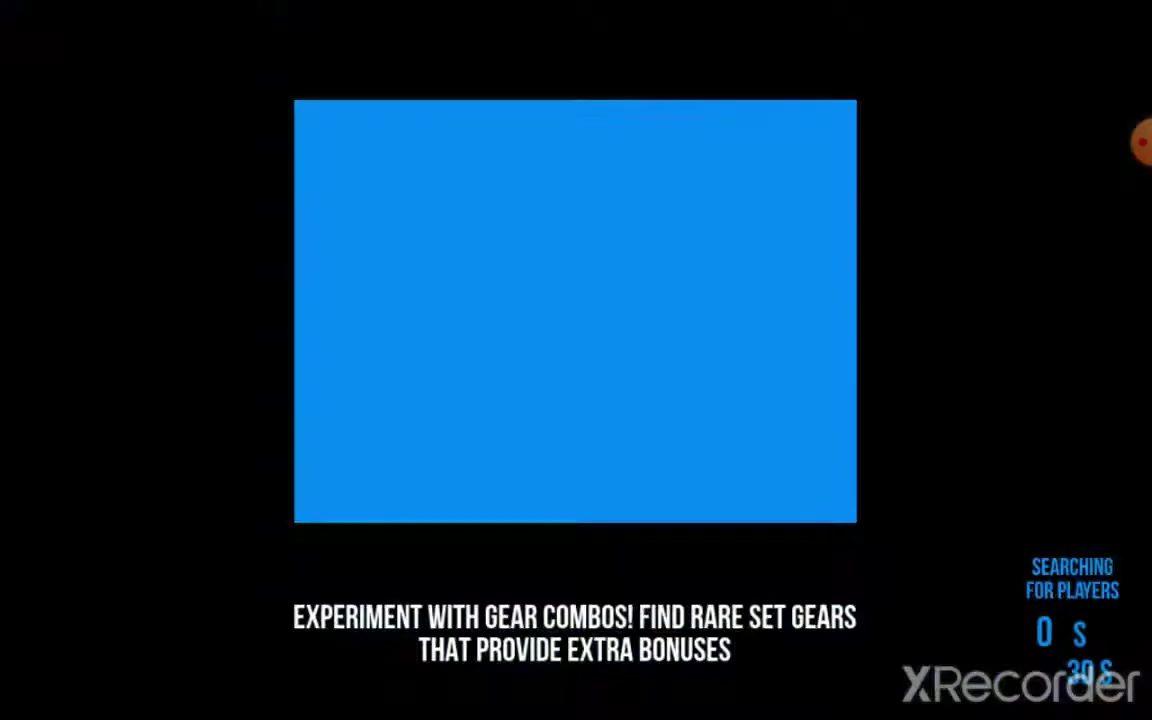 SEARCHING
FOR PLAYERS
0 S
30 S
EXPERIMENT WITH GEAR COMBOS! FIND RARE SET GEARS
THAT PROVIDE EXTRA BONUSES
XRecorder